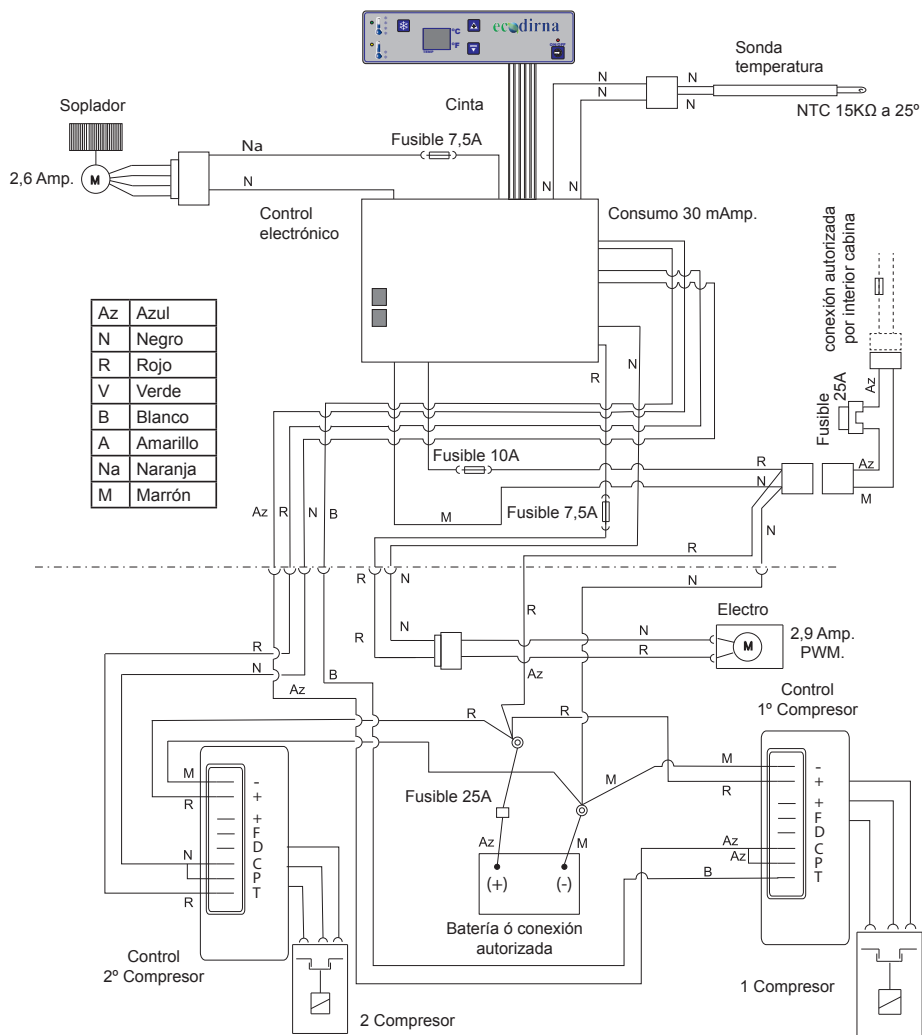 °C
°F
ecodirna
ON/OFF
Sonda
temperatura
NTC 15KΩ a 25º
N
N
N
N
Cinta
Soplador
2,6 Amp.
M
Na
Fusible 7,5A
N
N
N
Control
electrónico
Consumo 30 mAmp.
conexión autorizada
por interior cabina
Az Azul
N Negro
R Rojo
V Verde
B Blanco
A Amarillo
Na Naranja
M Marrón
R
N
Az
Fusible
25A
Fusible 10A
R
N
Az
M
M
Fusible 7,5A
Az
R
N
B
N
R
N
R
N
R
R
N
R
N
Electro
N
R
M
2,9 Amp.
PWM.
R
N
Az
B
Az
Control
1º Compresor
R
R
M
M
R
-
+
+
F
D
C
P
T
Az
Az
B
M
R
N
R
-
+
+
F
D
C
P
T
Fusible 25A
Az
M
(+)
(-)
Batería ó conexión
autorizada
Control
2º Compresor
2 Compresor
1 Compresor